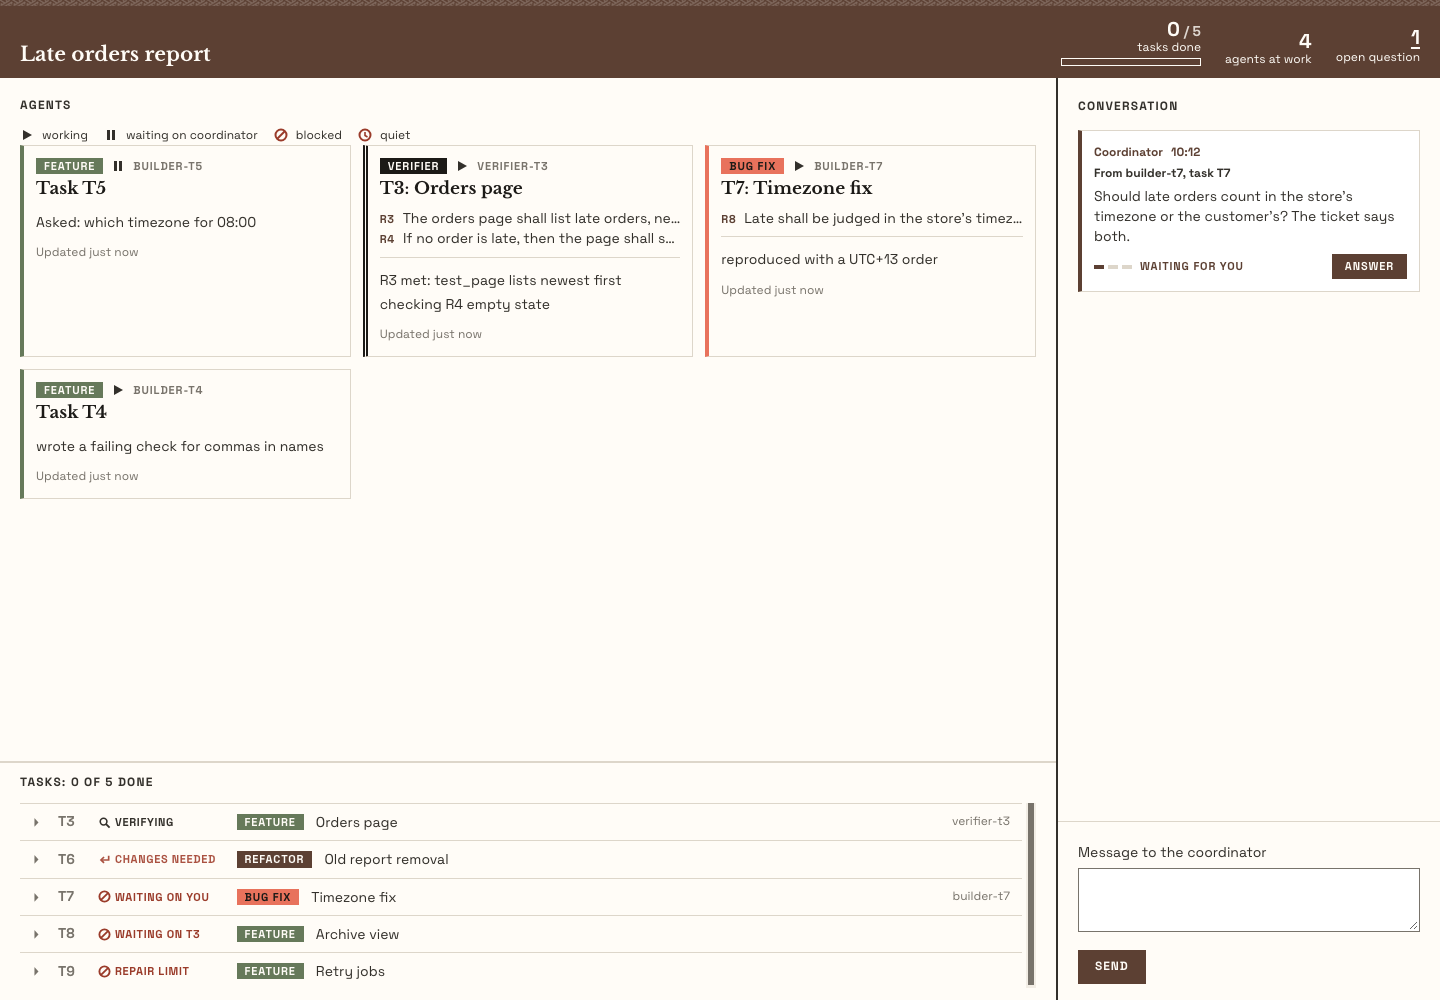 Late orders report
0 / 5
tasks done
4
agents at work
1
open question
AGENTS
working
waiting on coordinator
blocked
quiet
FEATURE BUILDER-T5
Task T5
Asked: which timezone for 08:00
Updated just now
VERIFIER VERIFIER-T3
T3: Orders page
R3 The orders page shall list late orders, ne...
R4 If no order is late, then the page shall s...
R3 met: test_page lists newest first
checking R4 empty state
Updated just now
BUG FIX BUILDER-T7
T7: Timezone fix
R8 Late shall be judged in the store's timez...
reproduced with a UTC+13 order
Updated just now
FEATURE BUILDER-T4
Task T4
wrote a failing check for commas in names
Updated just now
TASKS: 0 OF 5 DONE
T3 VERIFYING FEATURE Orders page verifier-t3
T6 CHANGES NEEDED REFACTOR Old report removal
T7 WAITING ON YOU BUG FIX Timezone fix builder-t7
T8 WAITING ON T3 FEATURE Archive view
T9 REPAIR LIMIT FEATURE Retry jobs
CONVERSATION
Coordinator 10:12
From builder-t7, task T7
Should late orders count in the store's
timezone or the customer's? The ticket says
both.
WAITING FOR YOU ANSWER
Message to the coordinator
SEND